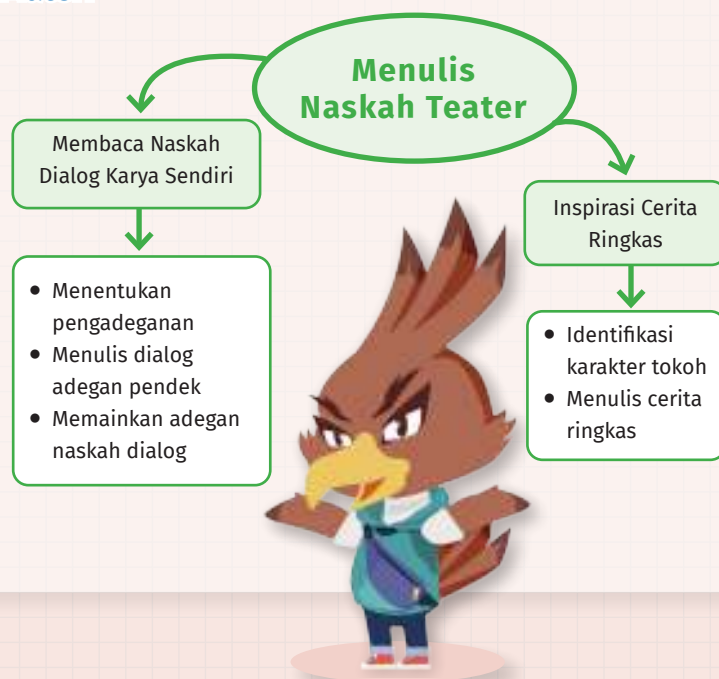 Menulis
Naskah Teater
Membaca Naskah
Dialog Karya Sendiri
• Menentukan
pengadeganan
• Menulis dialog
adegan pendek
• Memainkan adegan
naskah dialog
Inspirasi Cerita
Ringkas
• Identifikasi
karakter tokoh
• Menulis cerita
ringkas